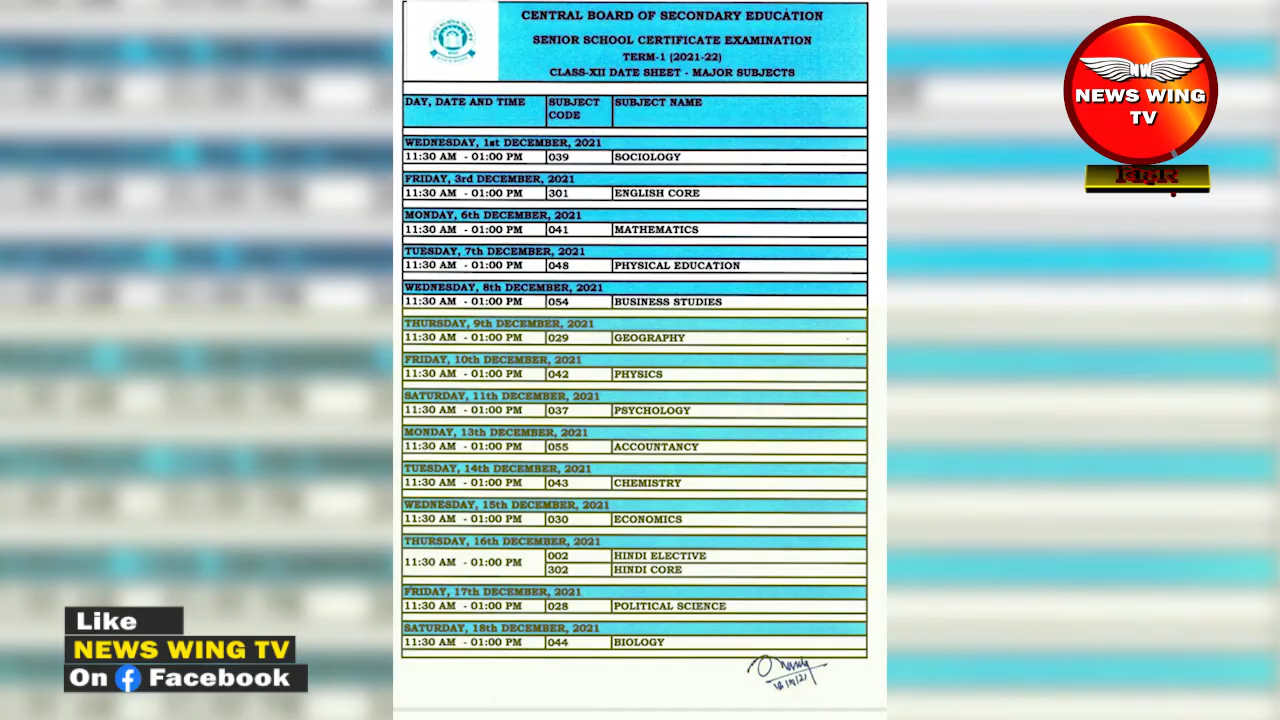 CENTRAL BOARD OF SECONDARY EDUCATION
SENIOR SCHOOL CERTIFICATE EXAMINATION
TERM-1 (2021-22)
CLASS-XII DATE SHEET - MAJOR SUBJECTS
DAY, DATE AND TIME SUBJECT CODE SUBJECT NAME
WEDNESDAY, 1st DECEMBER, 2021
11:30 AM - 01:00 PM 039 SOCIOLOGY
FRIDAY, 3rd DECEMBER, 2021
11:30 AM - 01:00 PM 301 ENGLISH CORE
MONDAY, 6th DECEMBER, 2021
11:30 AM - 01:00 PM 041 MATHEMATICS
TUESDAY, 7th DECEMBER, 2021
11:30 AM - 01:00 PM 048 PHYSICAL EDUCATION
WEDNESDAY, 8th DECEMBER, 2021
11:30 AM - 01:00 PM 054 BUSINESS STUDIES
THURSDAY, 9th DECEMBER, 2021
11:30 AM - 01:00 PM 029 GEOGRAPHY
FRIDAY, 10th DECEMBER, 2021
11:30 AM - 01:00 PM 042 PHYSICS
SATURDAY, 11th DECEMBER, 2021
11:30 AM - 01:00 PM 037 PSYCHOLOGY
MONDAY, 13th DECEMBER, 2021
11:30 AM - 01:00 PM 055 ACCOUNTANCY
TUESDAY, 14th DECEMBER, 2021
11:30 AM - 01:00 PM 043 CHEMISTRY
WEDNESDAY, 15th DECEMBER, 2021
11:30 AM - 01:00 PM 030 ECONOMICS
THURSDAY, 16th DECEMBER, 2021
11:30 AM - 01:00 PM 002 HINDI ELECTIVE
302 HINDI CORE
FRIDAY, 17th DECEMBER, 2021
11:30 AM - 01:00 PM 028 POLITICAL SCIENCE
SATURDAY, 18th DECEMBER, 2021
11:30 AM - 01:00 PM 044 BIOLOGY
NW
NEWS WING
TV
बिहार
Like
NEWS WING TV
On Facebook